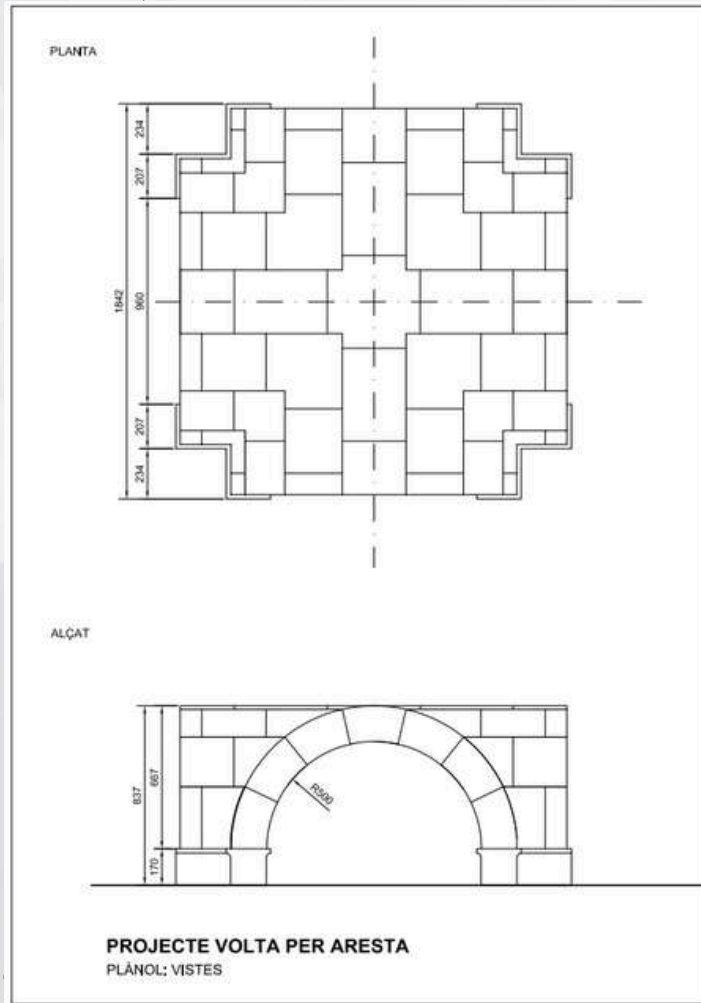 PLANTA
234
207
1842
960
207
234
ALÇAT
837
667
170
R500
PROJECTE VOLTA PER ARESTA
PLÀNOL: VISTES